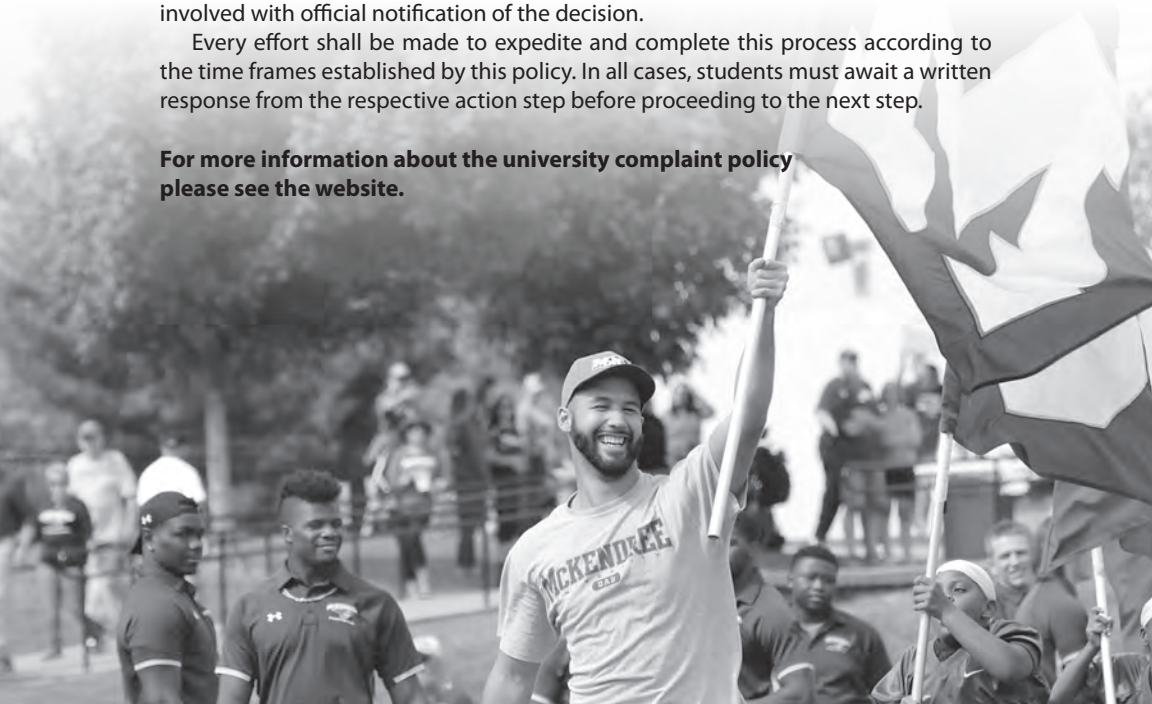 involved with official notification of the decision.
Every effort shall be made to expedite and complete this process according to
the time frames established by this policy. In all cases, students must await a written
response from the respective action step before proceeding to the next step.
For more information about the university complaint policy
please see the website.
MCKENDREE
DAD